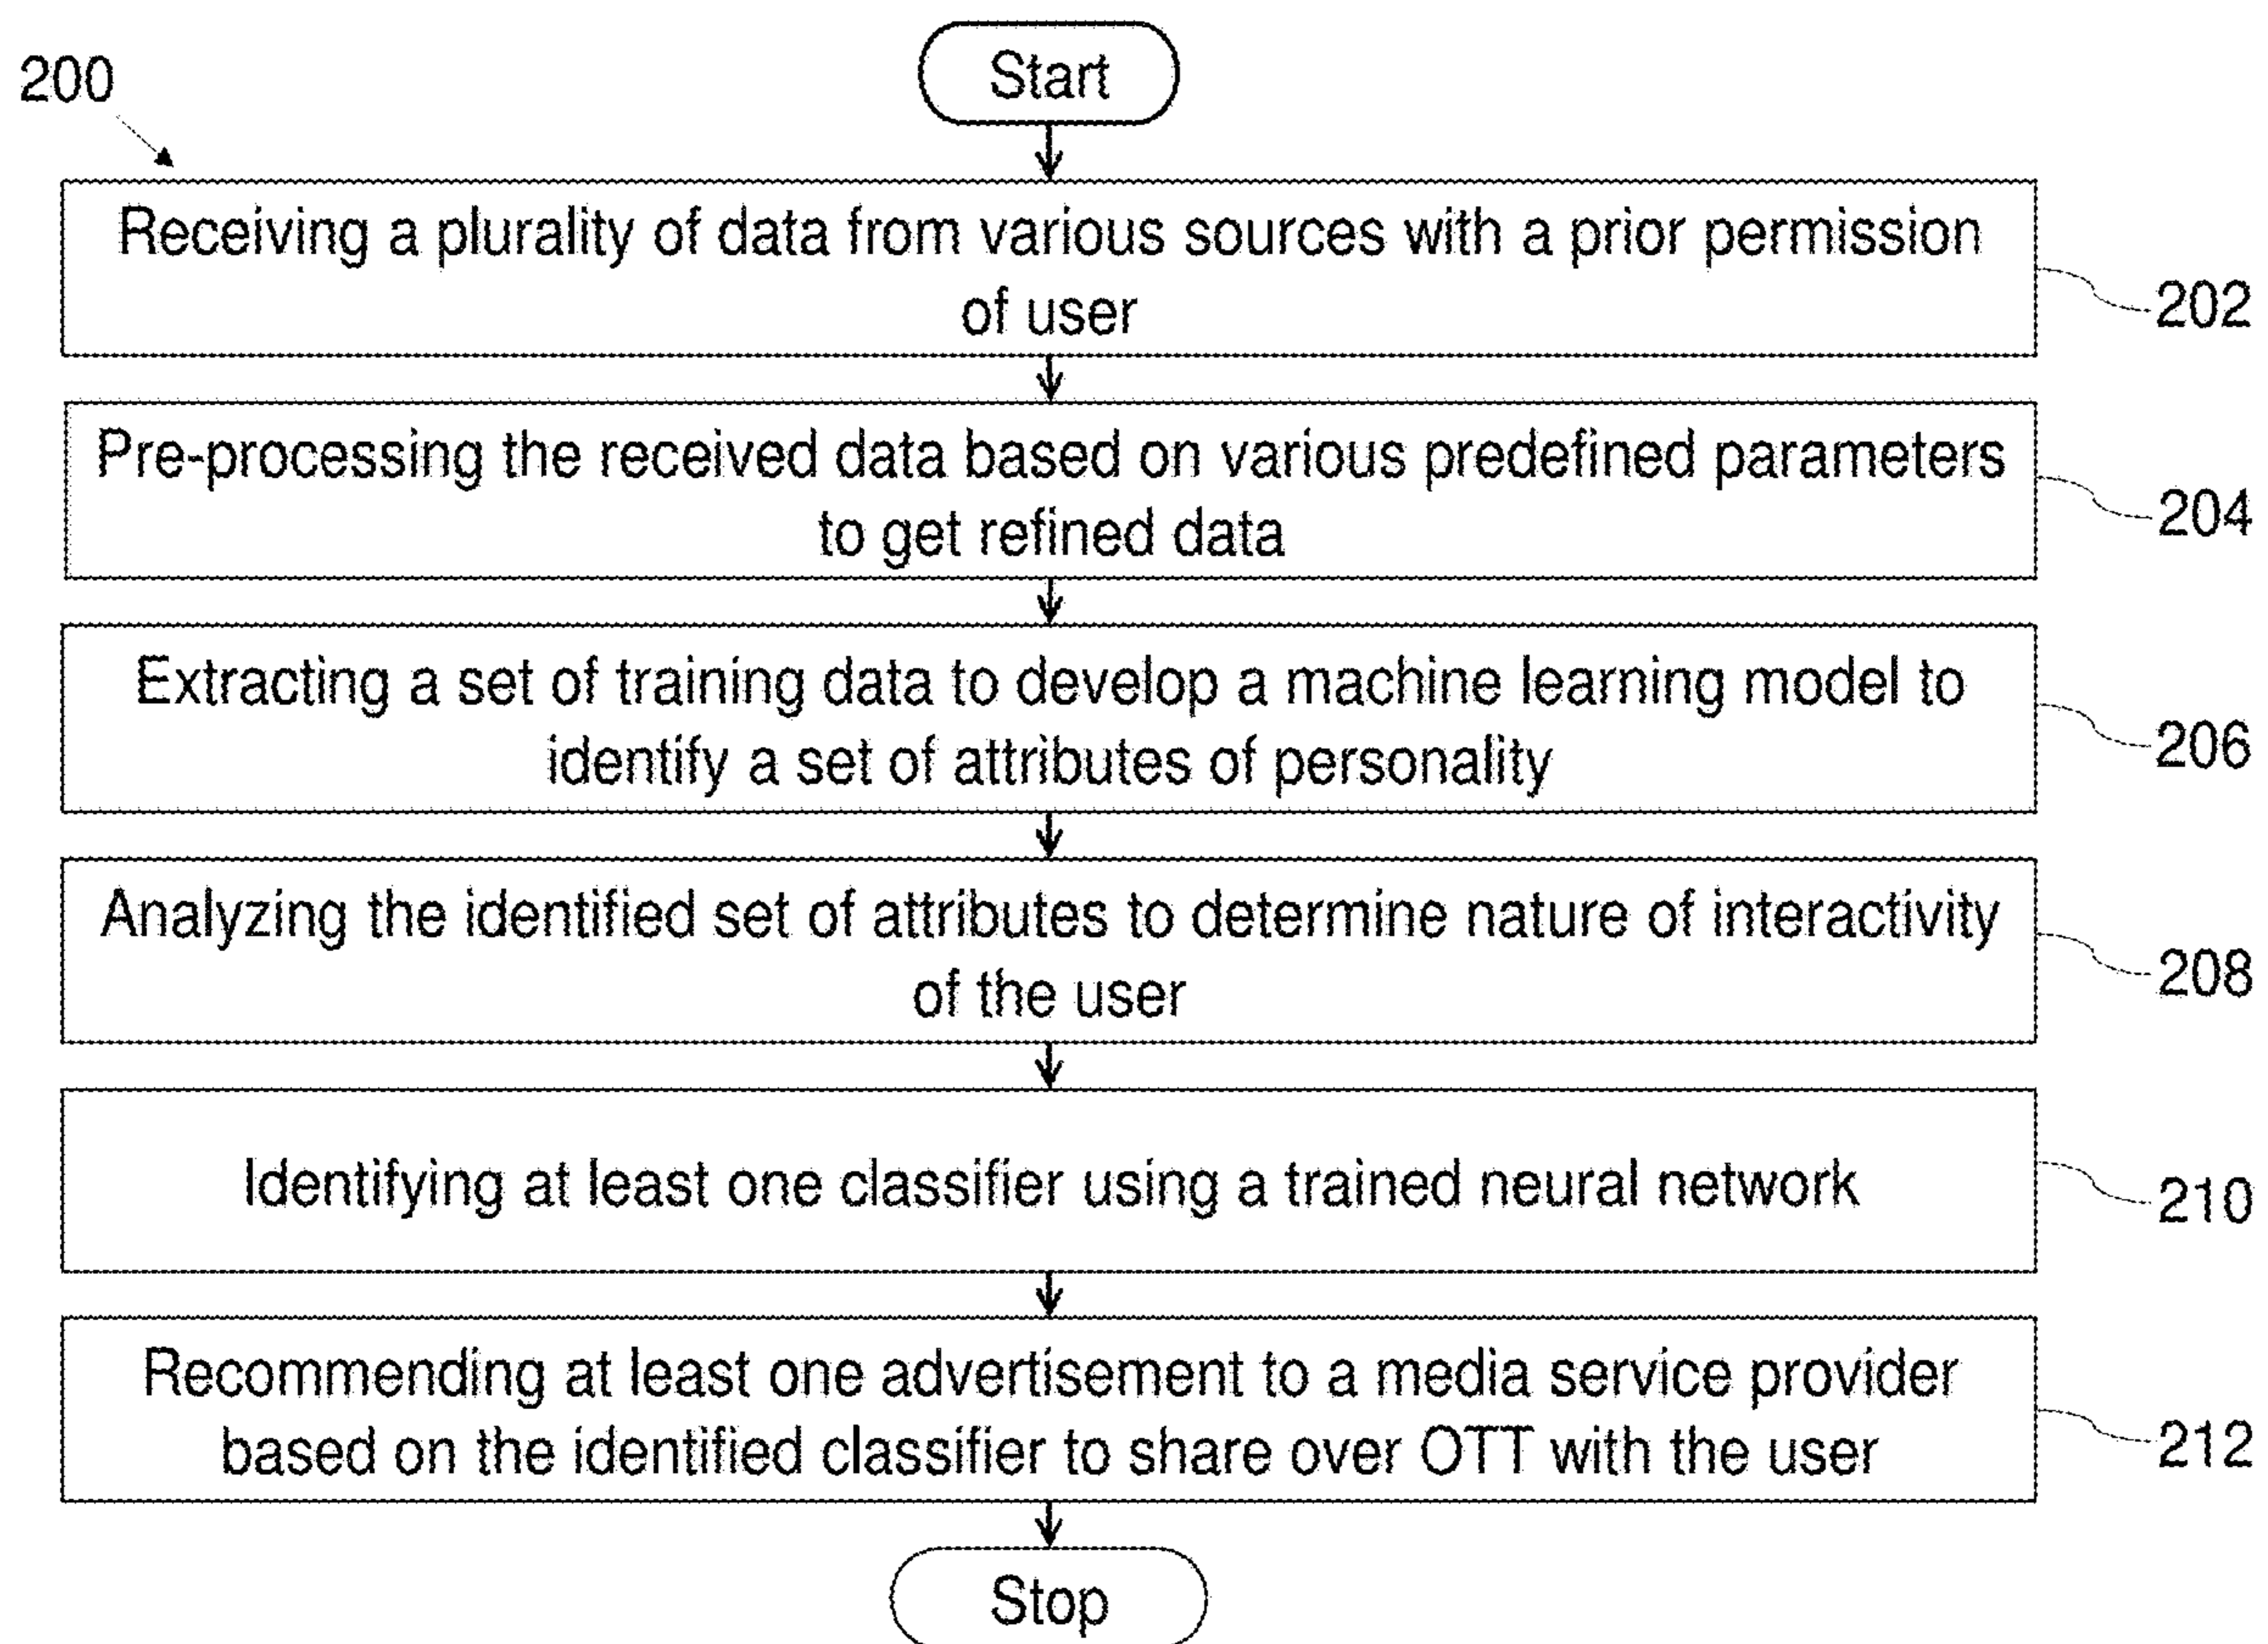 Start
200
Receiving a plurality of data from various sources with a prior permission
of user
202
Pre-processing the received data based on various predefined parameters
to get refined data
204
Extracting a set of training data to develop a machine learning model to
identify a set of attributes of personality
206
Analyzing the identified set of attributes to determine nature of interactivity
of the user
208
Identifying at least one classifier using a trained neural network
210
Recommending at least one advertisement to a media service provider
based on the identified classifier to share over OTT with the user
212
Stop